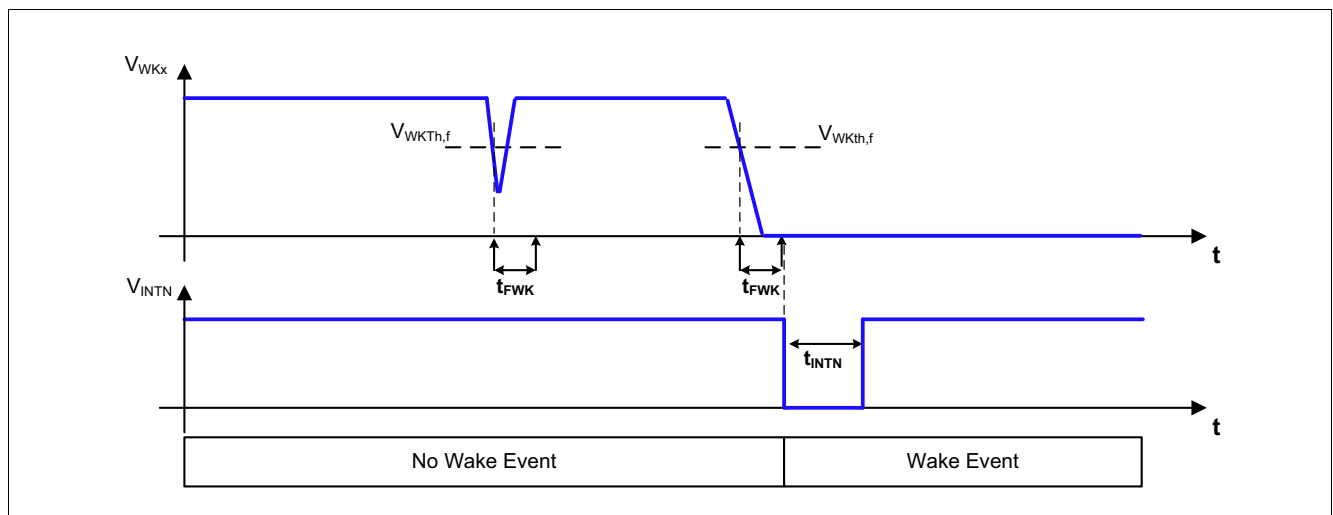 VWKx
VWKTh,f
VWKth,f
t
tFWK
tFWK
VINTN
tINTN
t
No Wake Event
Wake Event